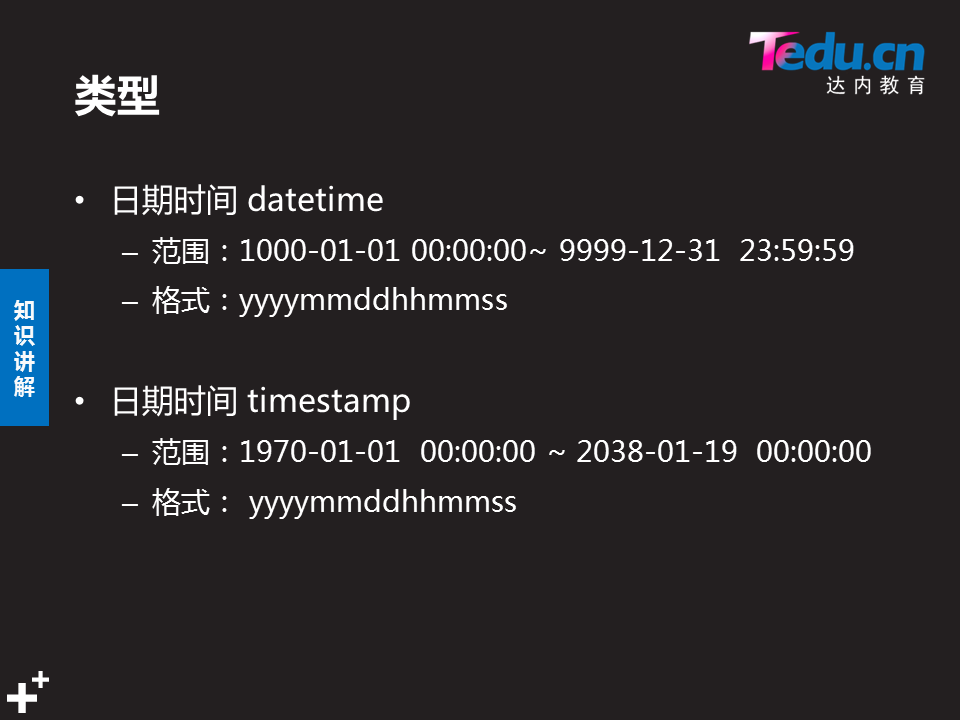 Tedu.cn
达内教育
类型
• 日期时间 datetime
– 范围：1000-01-01 00:00:00~ 9999-12-31  23:59:59
– 格式：yyyymmddhhmmss
知识讲解
• 日期时间 timestamp
– 范围：1970-01-01  00:00:00 ~ 2038-01-19  00:00:00
– 格式： yyyymmddhhmmss